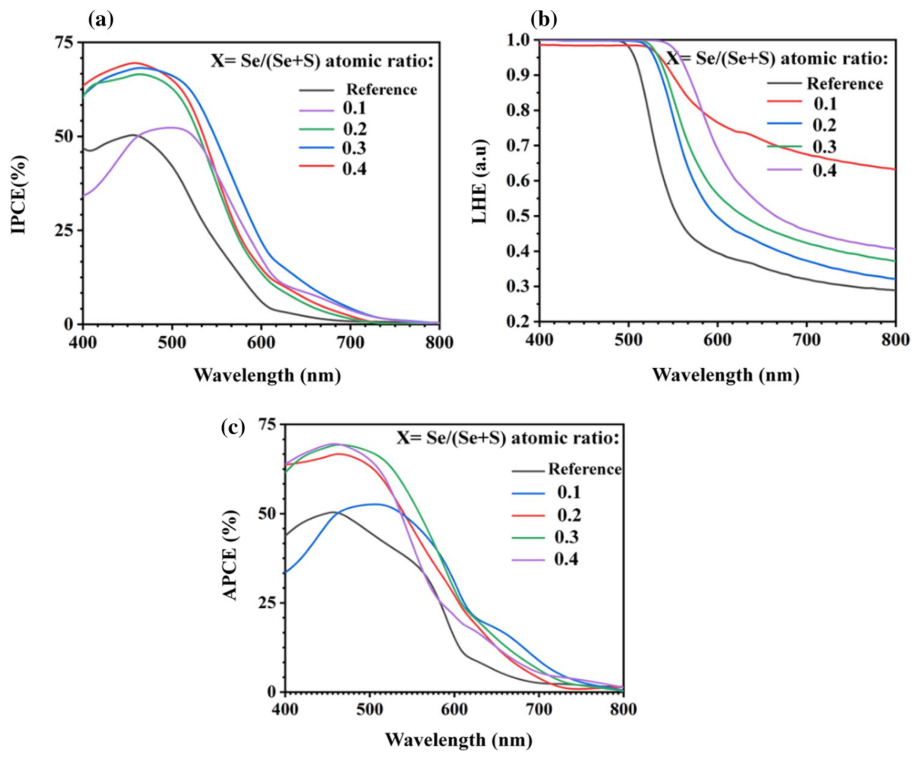 (a)
75
50
25
0
400
500
600
700
800
IPCE(%)
Wavelength (nm)
X= Se/(Se+S) atomic ratio:
Reference
0.1
0.2
0.3
0.4
(b)
1.0
0.9
0.8
0.7
0.6
0.5
0.4
0.3
0.2
400
500
600
700
800
LHE (a.u)
Wavelength (nm)
X= Se/(Se+S) atomic ratio:
Reference
0.1
0.2
0.3
0.4
(c)
75
50
25
0
400
500
600
700
800
APCE (%)
Wavelength (nm)
X= Se/(Se+S) atomic ratio:
Reference
0.1
0.2
0.3
0.4